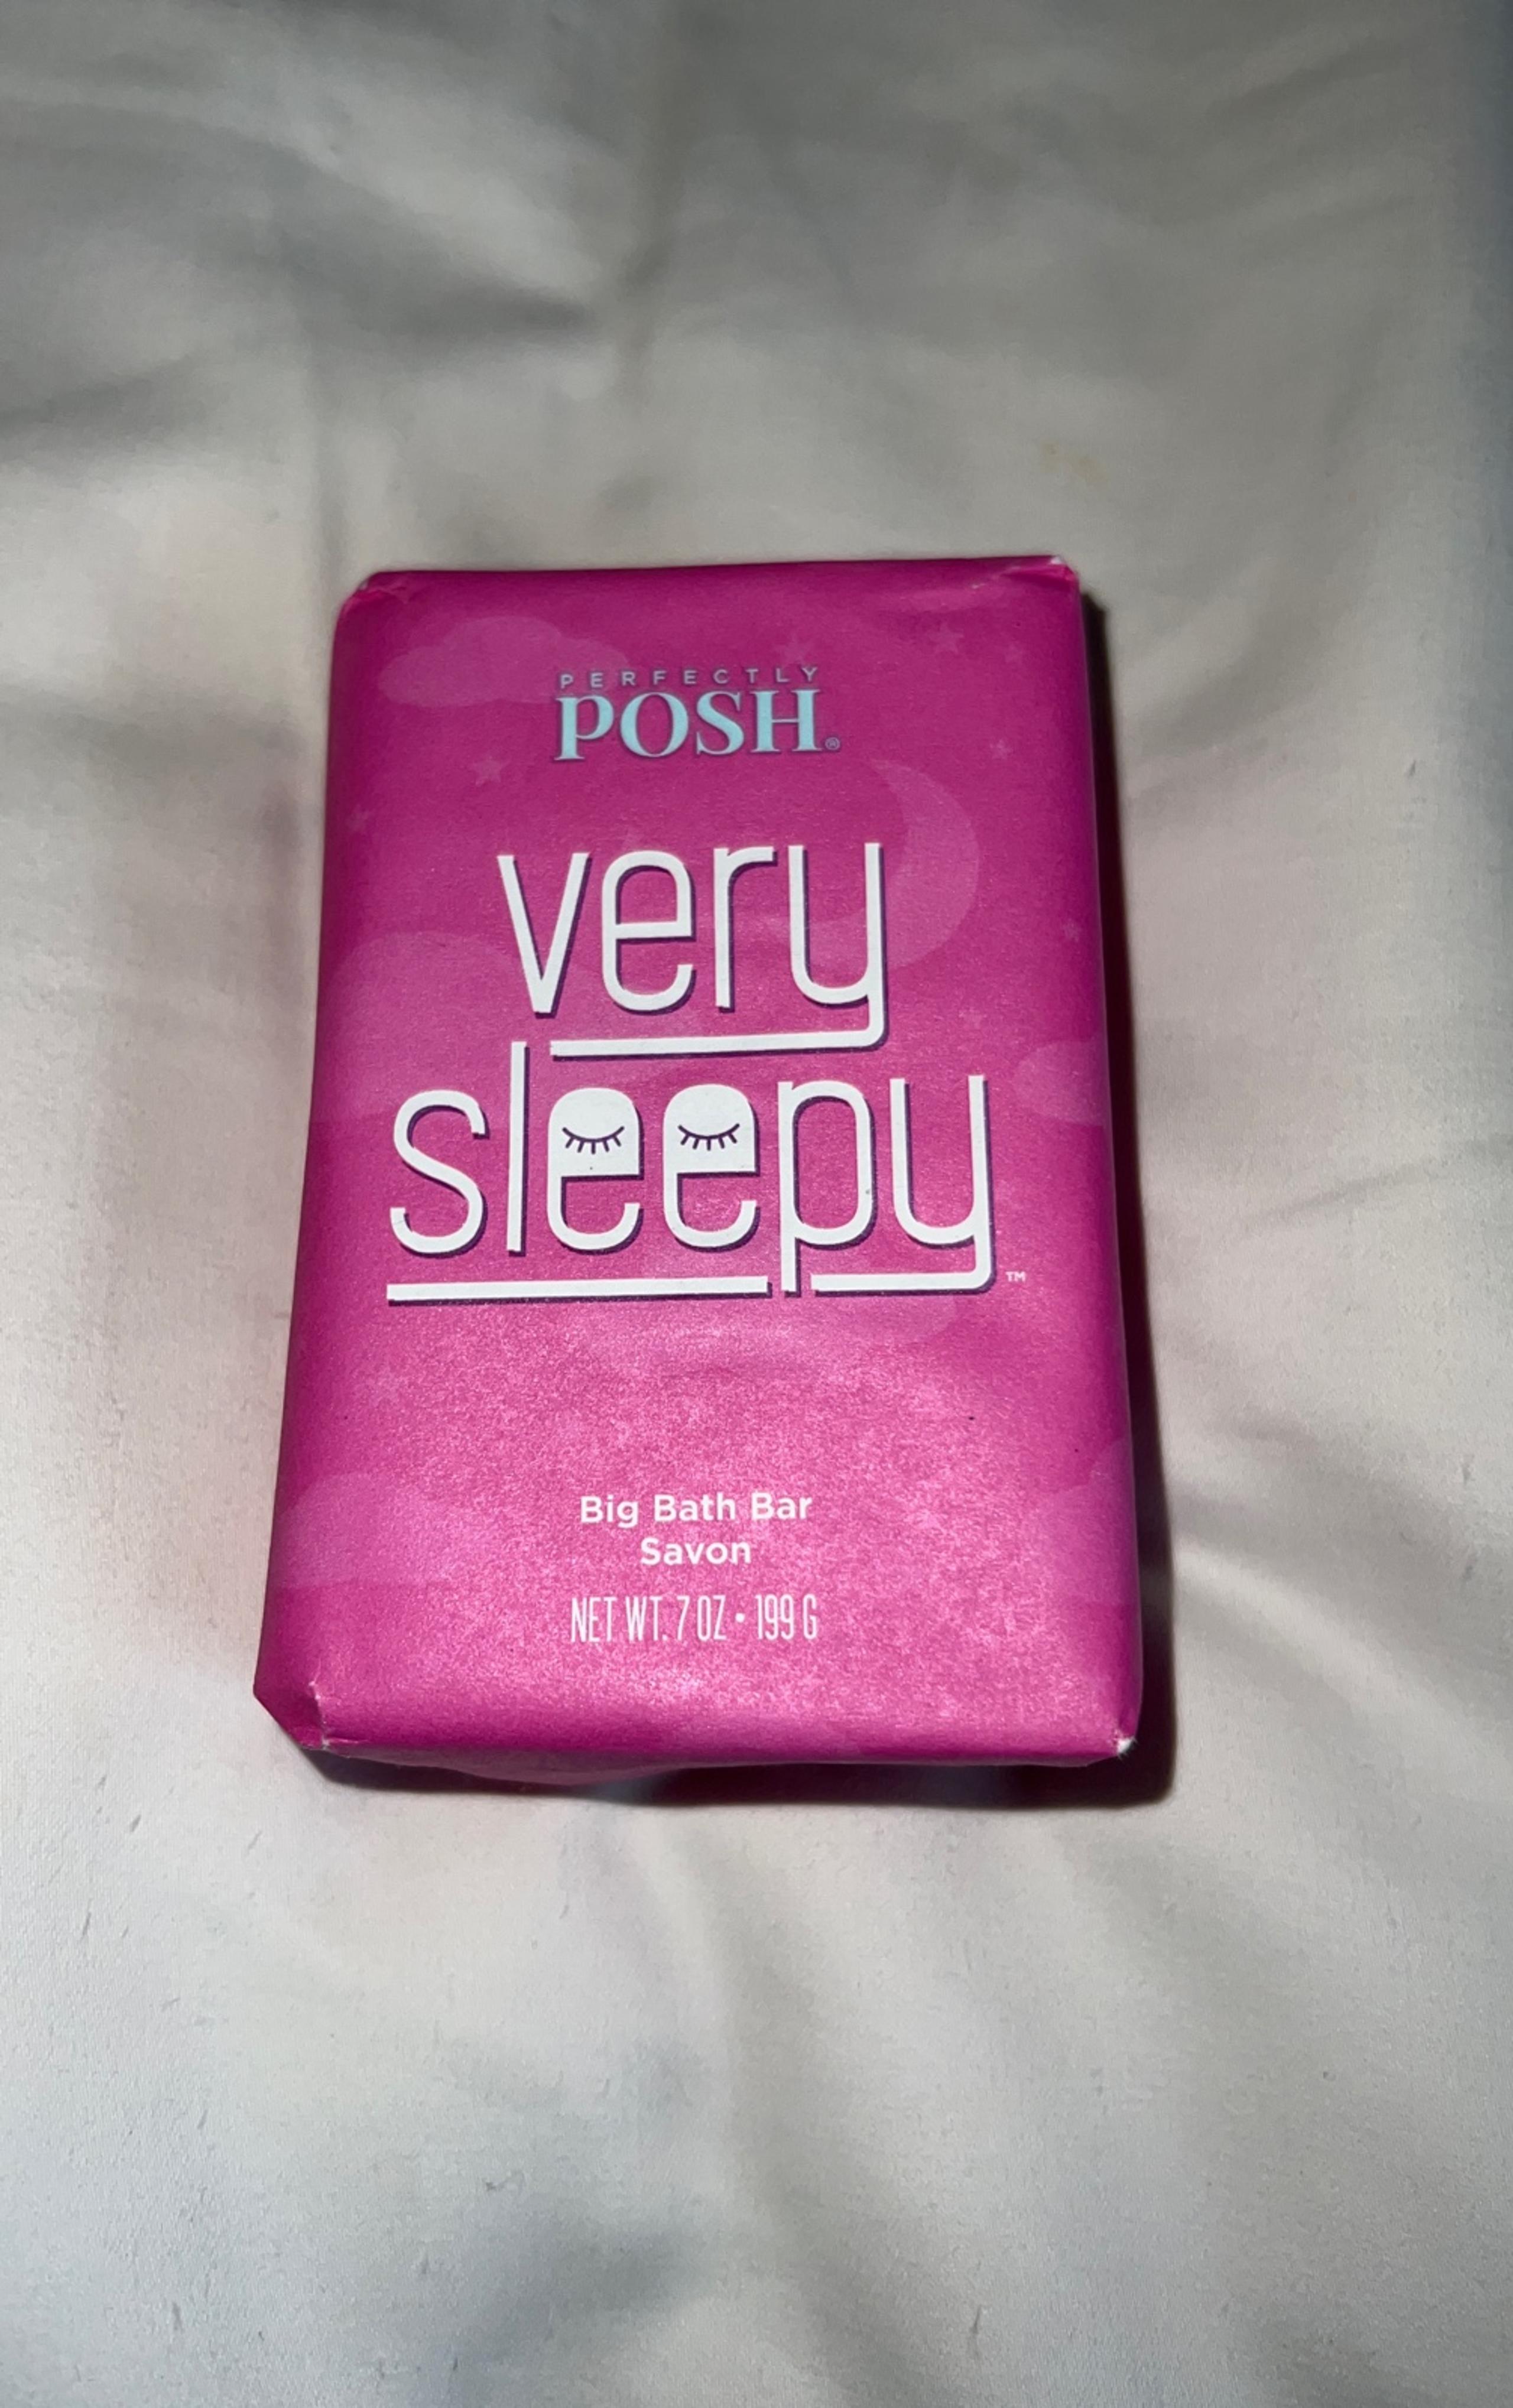 PERFECTLY
POSH®
very
sleepy™
Big Bath Bar
Savon
NET WT. 7 OZ • 199 G